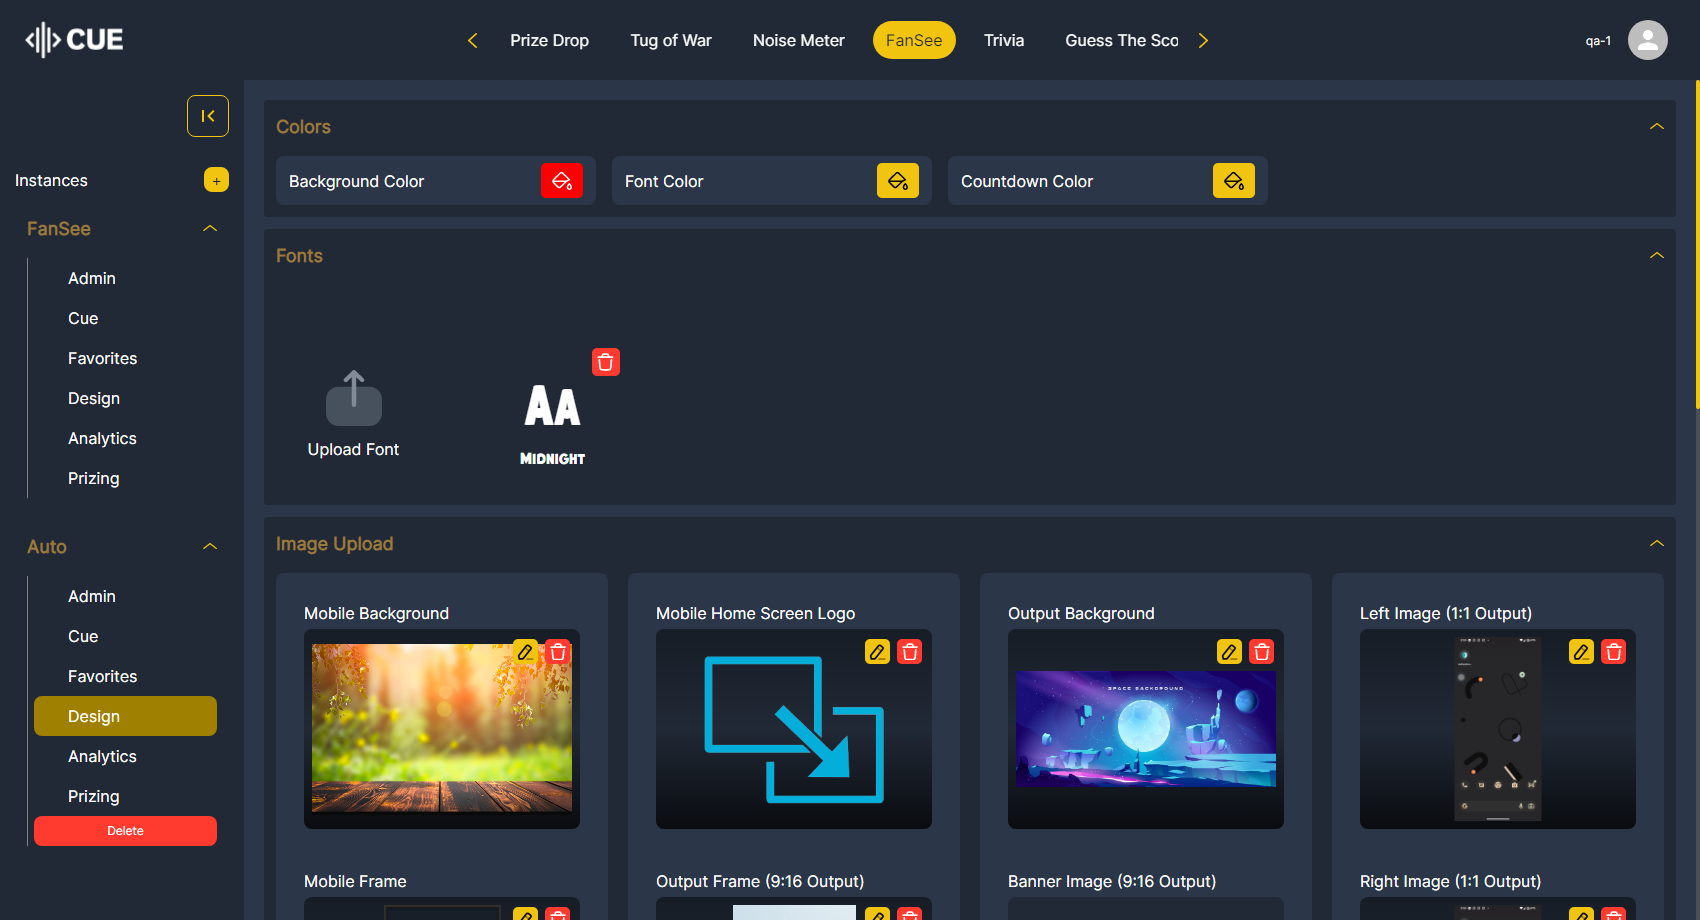 CUE
Prize Drop
Tug of War
Noise Meter
FanSee
Trivia
Guess The Sco
qa-1
Instances
+
FanSee
Admin
Cue
Favorites
Design
Analytics
Prizing
Auto
Admin
Cue
Favorites
Design
Analytics
Prizing
Delete
Colors
Background Color
Font Color
Countdown Color
Fonts
Upload Font
AA
MIDNIGHT
Image Upload
Mobile Background
Mobile Home Screen Logo
Output Background
SPACE BACKGROUND
Left Image (1:1 Output)
Mobile Frame
Output Frame (9:16 Output)
Banner Image (9:16 Output)
Right Image (1:1 Output)